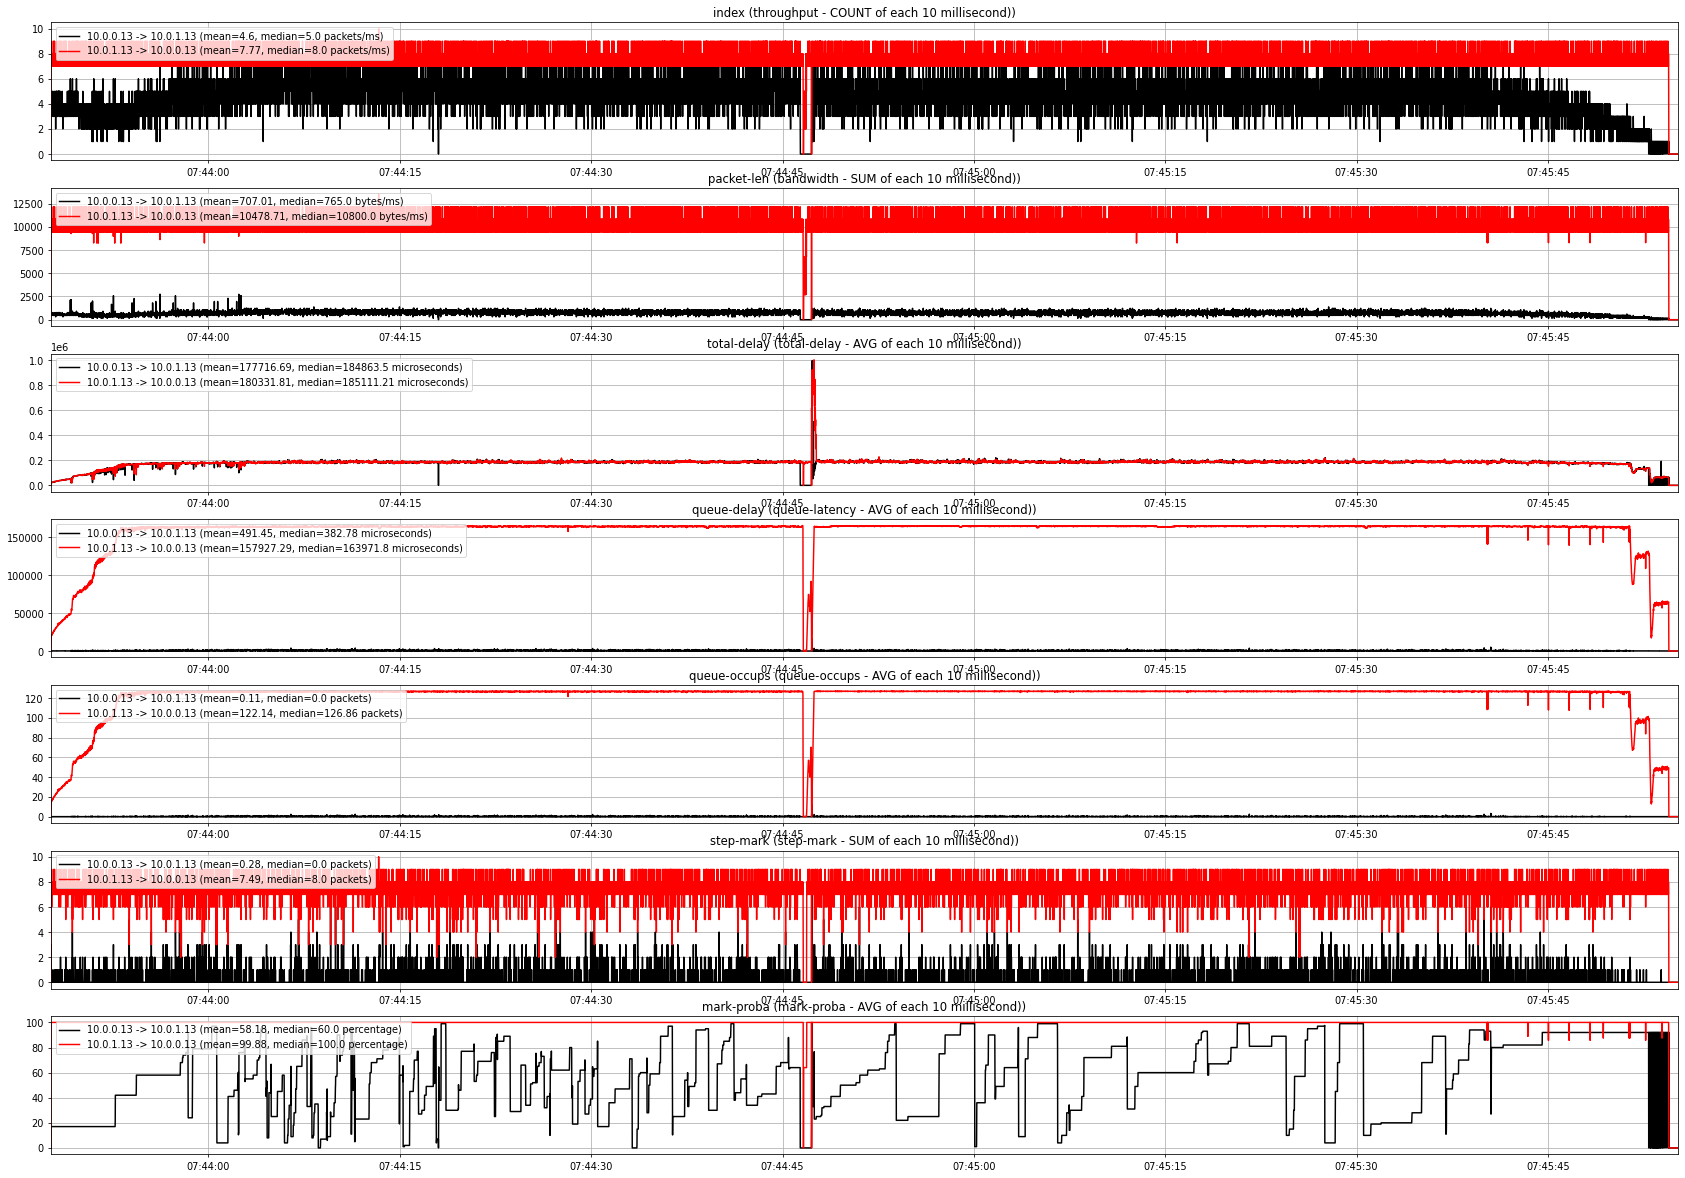 index (throughput - COUNT of each 10 millisecond))
10
8
6
4
2
0
10.0.0.13 -> 10.0.1.13 (mean=4.6, median=5.0 packets/ms)
10.0.1.13 -> 10.0.0.13 (mean=7.77, median=8.0 packets/ms)
07:44:00 07:44:15 07:44:30 07:44:45 07:45:00 07:45:15 07:45:30 07:45:45
packet-len (bandwidth - SUM of each 10 millisecond))
12500
10000
7500
5000
2500
0
10.0.0.13 -> 10.0.1.13 (mean=707.01, median=765.0 bytes/ms)
10.0.1.13 -> 10.0.0.13 (mean=10478.71, median=10800.0 bytes/ms)
07:44:00 07:44:15 07:44:30 07:44:45 07:45:00 07:45:15 07:45:30 07:45:45
total-delay (total-delay - AVG of each 10 millisecond))
1e6
1.0
0.8
0.6
0.4
0.2
0.0
10.0.0.13 -> 10.0.1.13 (mean=177716.69, median=184863.5 microseconds)
10.0.1.13 -> 10.0.0.13 (mean=180331.81, median=185111.21 microseconds)
07:44:00 07:44:15 07:44:30 07:44:45 07:45:00 07:45:15 07:45:30 07:45:45
queue-delay (queue-latency - AVG of each 10 millisecond))
150000
100000
50000
0
10.0.0.13 -> 10.0.1.13 (mean=491.45, median=382.78 microseconds)
10.0.1.13 -> 10.0.0.13 (mean=157927.29, median=163971.8 microseconds)
07:44:00 07:44:15 07:44:30 07:44:45 07:45:00 07:45:15 07:45:30 07:45:45
queue-occups (queue-occups - AVG of each 10 millisecond))
120
100
80
60
40
20
0
10.0.0.13 -> 10.0.1.13 (mean=0.11, median=0.0 packets)
10.0.1.13 -> 10.0.0.13 (mean=122.14, median=126.86 packets)
07:44:00 07:44:15 07:44:30 07:44:45 07:45:00 07:45:15 07:45:30 07:45:45
step-mark (step-mark - SUM of each 10 millisecond))
10
8
6
4
2
0
10.0.0.13 -> 10.0.1.13 (mean=0.28, median=0.0 packets)
10.0.1.13 -> 10.0.0.13 (mean=7.49, median=8.0 packets)
07:44:00 07:44:15 07:44:30 07:44:45 07:45:00 07:45:15 07:45:30 07:45:45
mark-proba (mark-proba - AVG of each 10 millisecond))
100
80
60
40
20
0
10.0.0.13 -> 10.0.1.13 (mean=58.18, median=60.0 percentage)
10.0.1.13 -> 10.0.0.13 (mean=99.88, median=100.0 percentage)
07:44:00 07:44:15 07:44:30 07:44:45 07:45:00 07:45:15 07:45:30 07:45:45